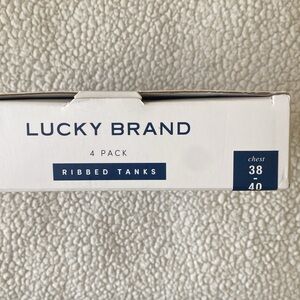 LUCKY BRAND
4 PACK
RIBBED TANKS
chest
38
-
40